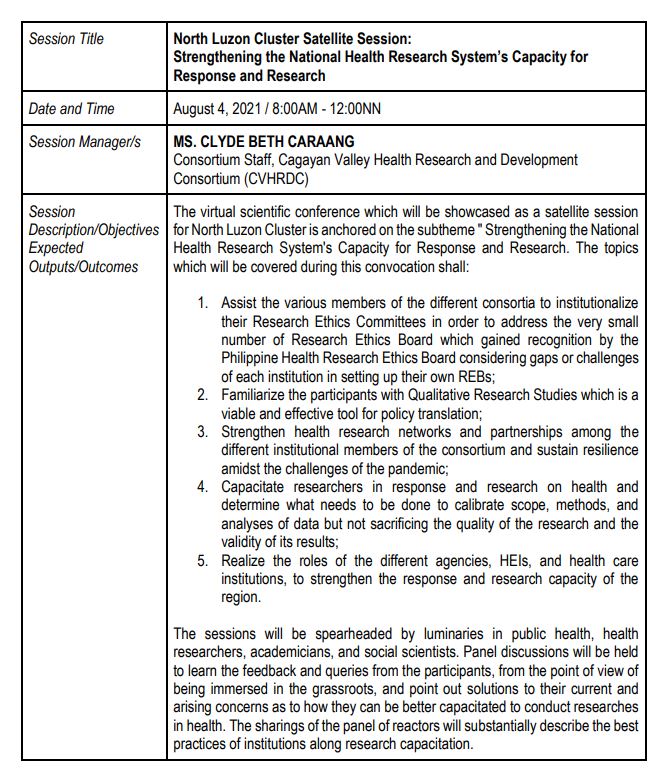 Session Title
North Luzon Cluster Satellite Session:
Strengthening the National Health Research System's Capacity for
Response and Research
Date and Time
August 4, 2021 / 8:00AM - 12:00NN
Session Manager/s
MS. CLYDE BETH CARAANG
Consortium Staff, Cagayan Valley Health Research and Development
Consortium (CVHRDC)
Session
Description/Objectives
Expected
Outputs/Outcomes
The virtual scientific conference which will be showcased as a satellite session
for North Luzon Cluster is anchored on the subtheme " Strengthening the National
Health Research System's Capacity for Response and Research. The topics
which will be covered during this convocation shall:
1. Assist the various members of the different consortia to institutionalize
their Research Ethics Committees in order to address the very small
number of Research Ethics Board which gained recognition by the
Philippine Health Research Ethics Board considering gaps or challenges
of each institution in setting up their own REBs;
2. Familiarize the participants with Qualitative Research Studies which is a
viable and effective tool for policy translation;
3. Strengthen health research networks and partnerships among the
different institutional members of the consortium and sustain resilience
amidst the challenges of the pandemic;
4. Capacitate researchers in response and research on health and
determine what needs to be done to calibrate scope, methods, and
analyses of data but not sacrificing the quality of the research and the
validity of its results;
5. Realize the roles of the different agencies, HEIs, and health care
institutions, to strengthen the response and research capacity of the
region.
The sessions will be spearheaded by luminaries in public health, health
researchers, academicians, and social scientists. Panel discussions will be held
to learn the feedback and queries from the participants, from the point of view of
being immersed in the grassroots, and point out solutions to their current and
arising concerns as to how they can be better capacitated to conduct researches
in health. The sharings of the panel of reactors will substantially describe the best
practices of institutions along research capacitation.